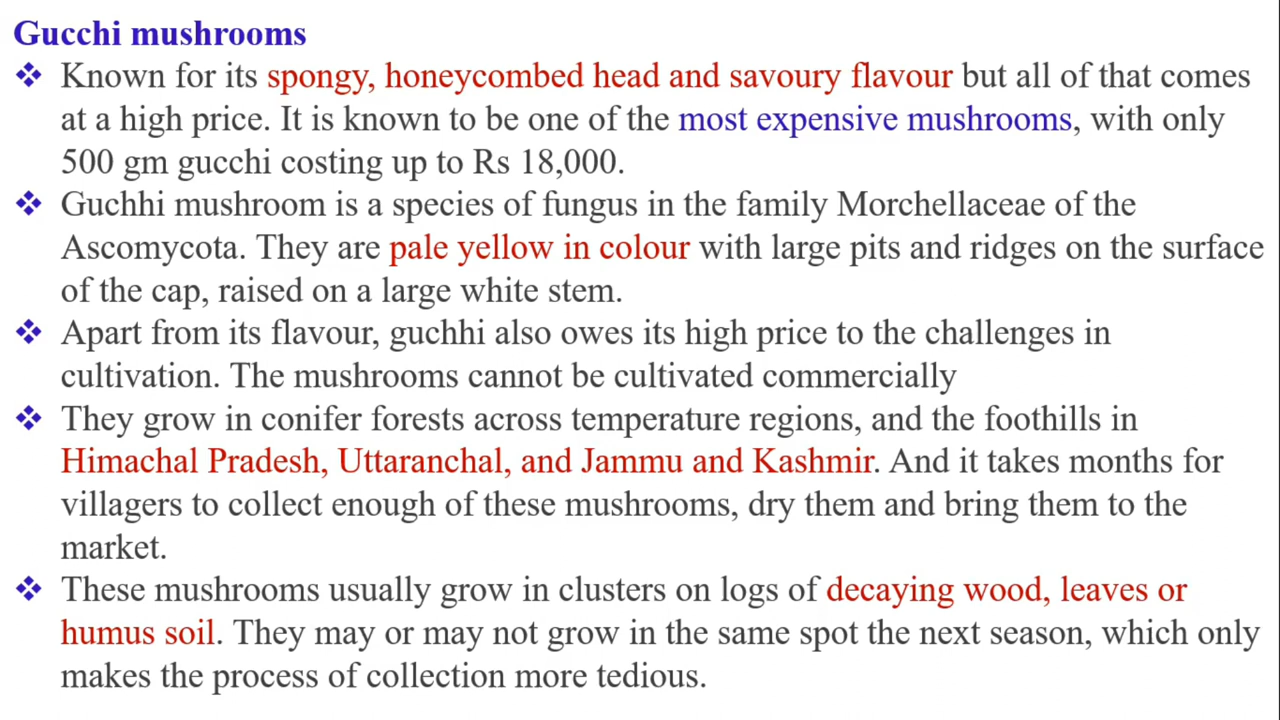 Gucchi mushrooms
❖ Known for its spongy, honeycombed head and savoury flavour but all of that comes
at a high price. It is known to be one of the most expensive mushrooms, with only
500 gm gucchi costing up to Rs 18,000.
❖ Guchhi mushroom is a species of fungus in the family Morchellaceae of the
Ascomycota. They are pale yellow in colour with large pits and ridges on the surface
of the cap, raised on a large white stem.
❖ Apart from its flavour, guchhi also owes its high price to the challenges in
cultivation. The mushrooms cannot be cultivated commercially
❖ They grow in conifer forests across temperature regions, and the foothills in
Himachal Pradesh, Uttaranchal, and Jammu and Kashmir. And it takes months for
villagers to collect enough of these mushrooms, dry them and bring them to the
market.
❖ These mushrooms usually grow in clusters on logs of decaying wood, leaves or
humus soil. They may or may not grow in the same spot the next season, which only
makes the process of collection more tedious.